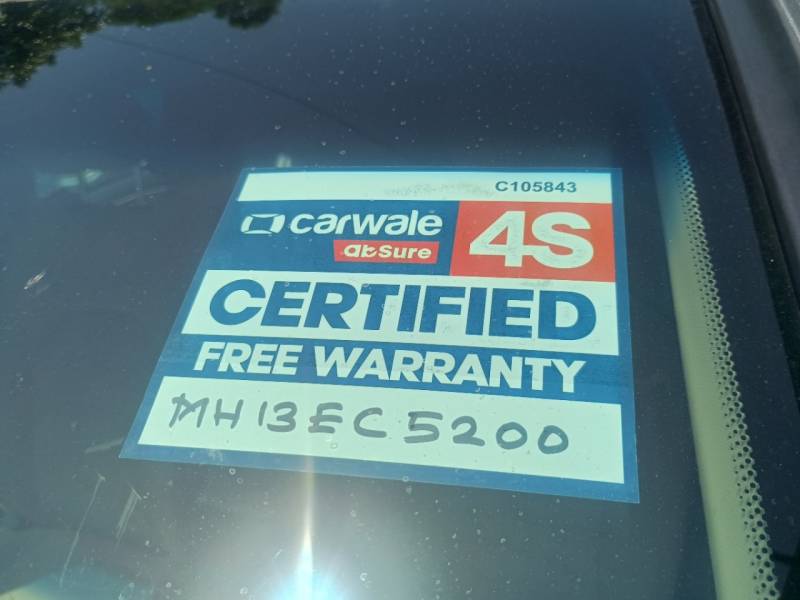 C105843
carwale
abSure
4S
CERTIFIED
FREE WARRANTY
MH13EC5200